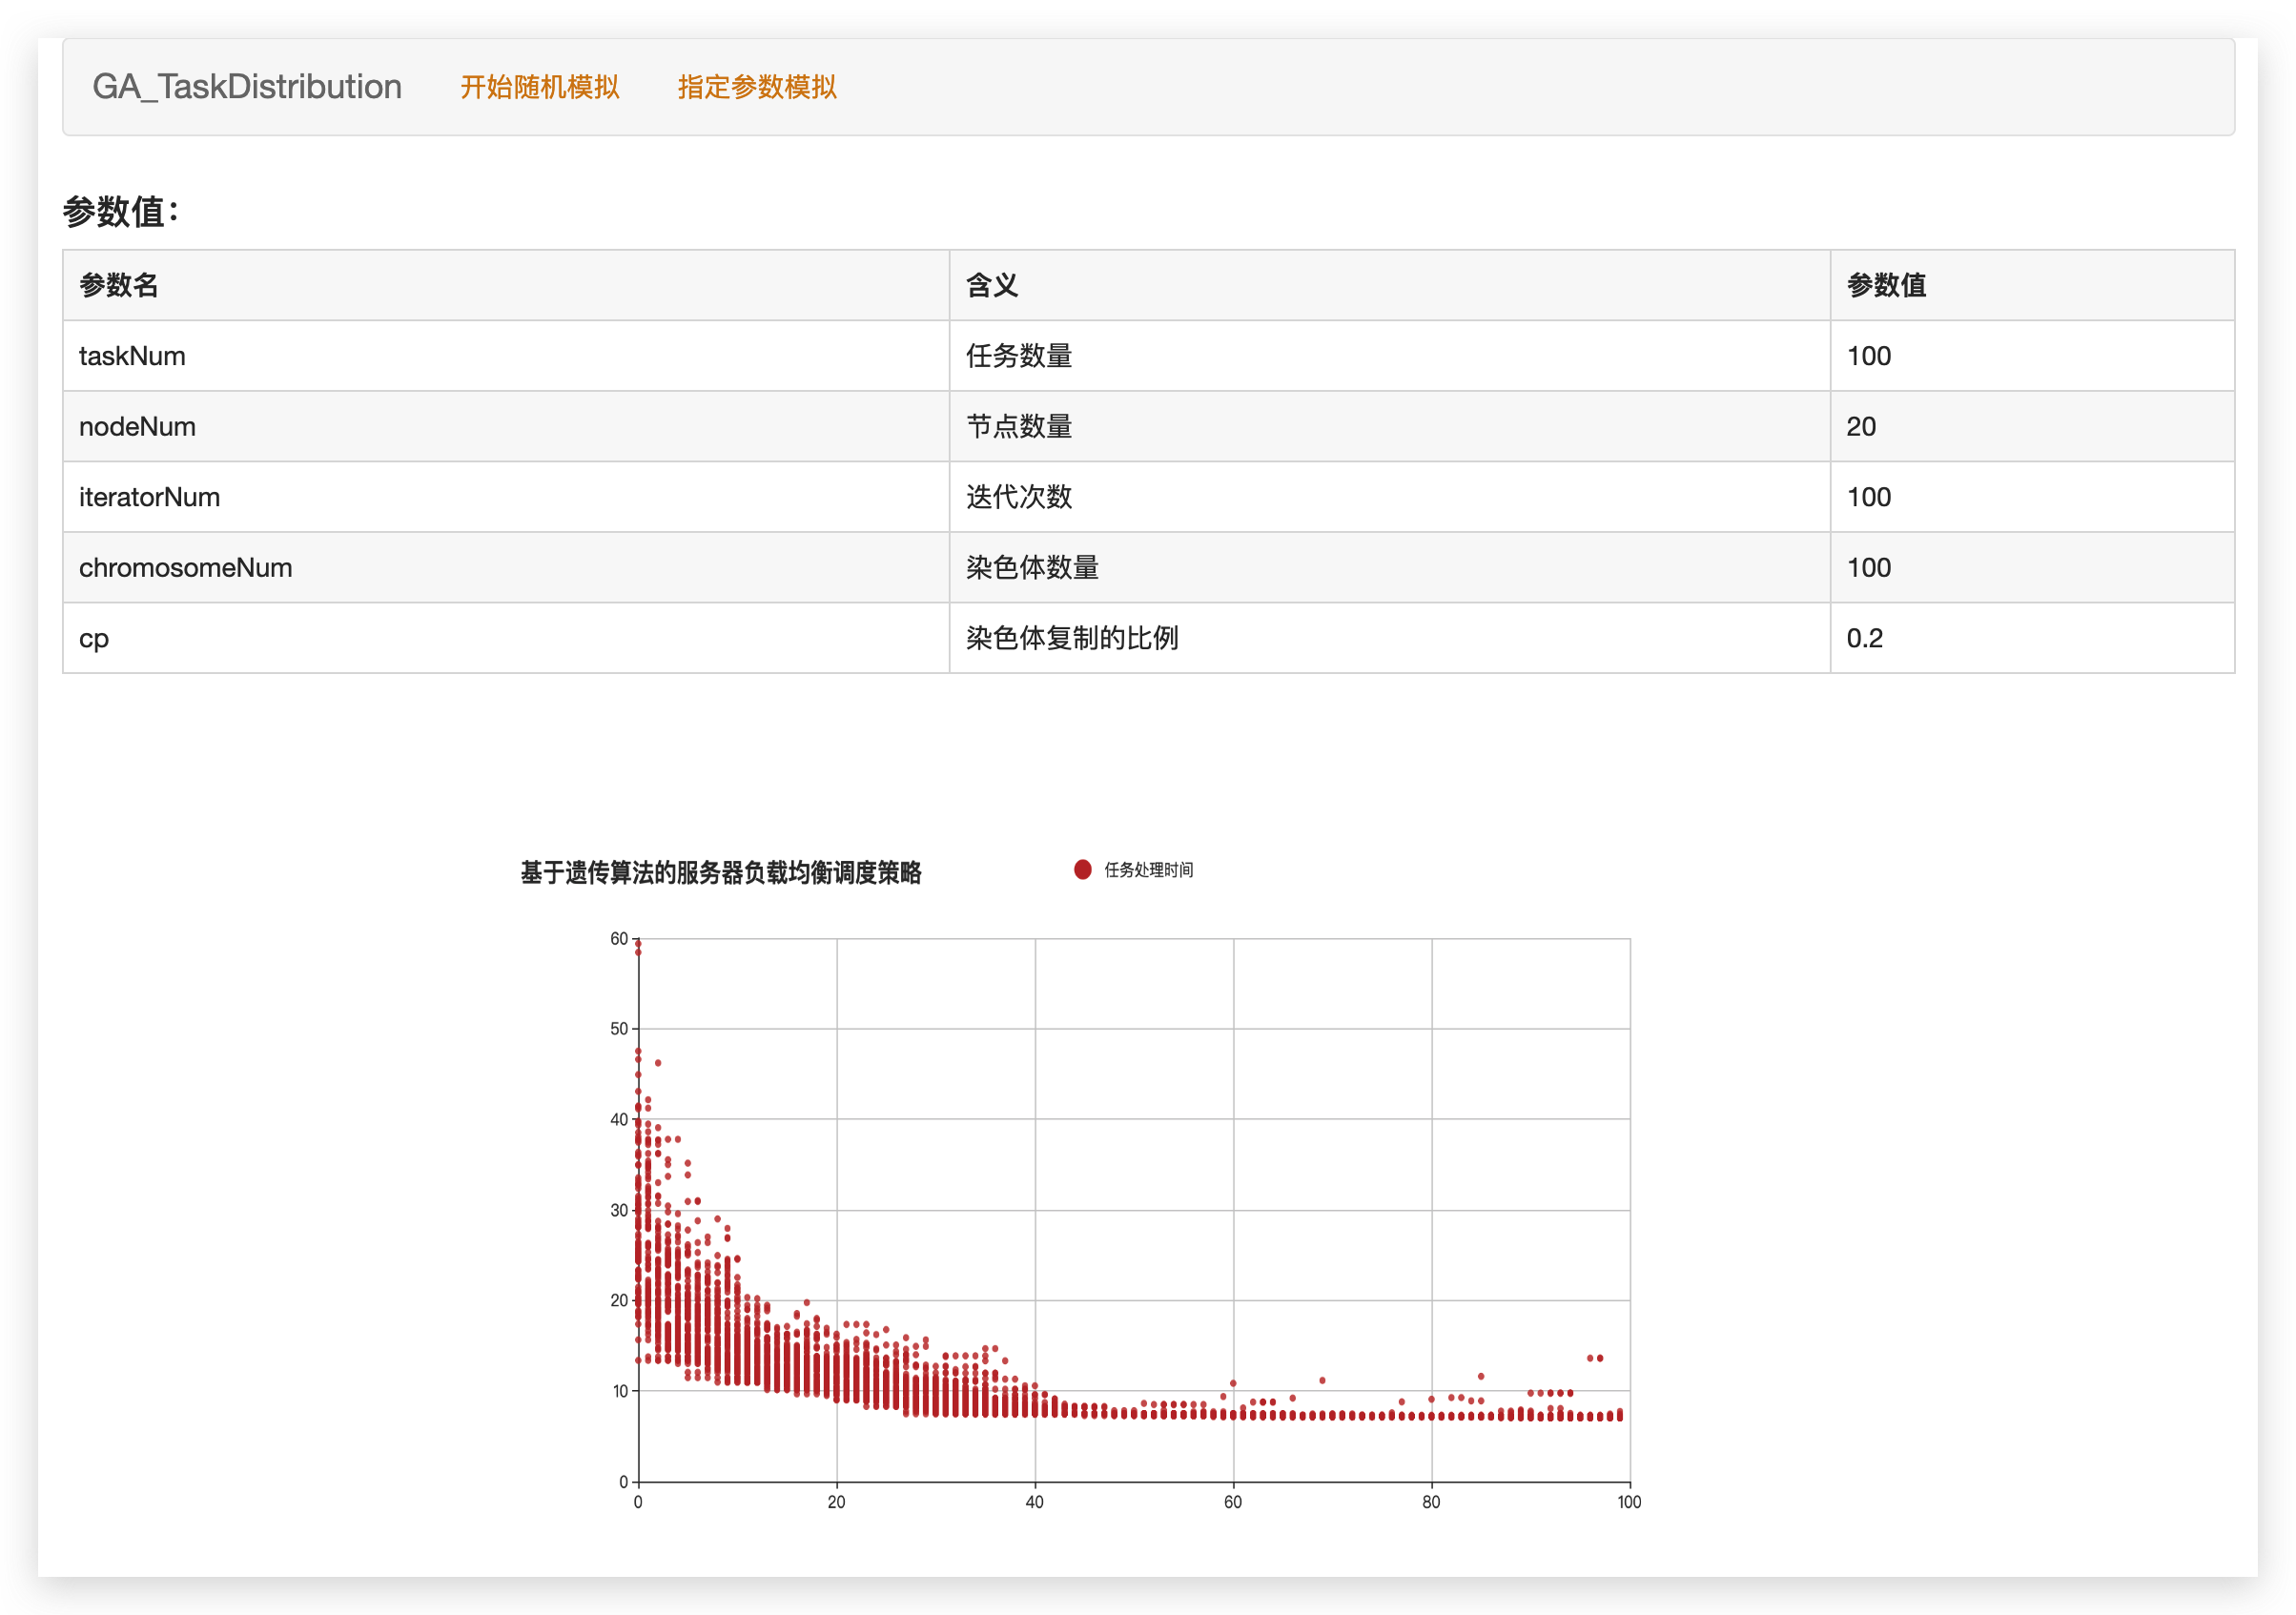 GA_TaskDistribution 开始随机模拟 指定参数模拟
参数值：
参数名 含义 参数值
taskNum 任务数量 100
nodeNum 节点数量 20
iteratorNum 迭代次数 100
chromosomeNum 染色体数量 100
cp 染色体复制的比例 0.2
基于遗传算法的服务器负载均衡调度策略 任务处理时间
60
50
40
30
20
10
0
0 20 40 60 80 100